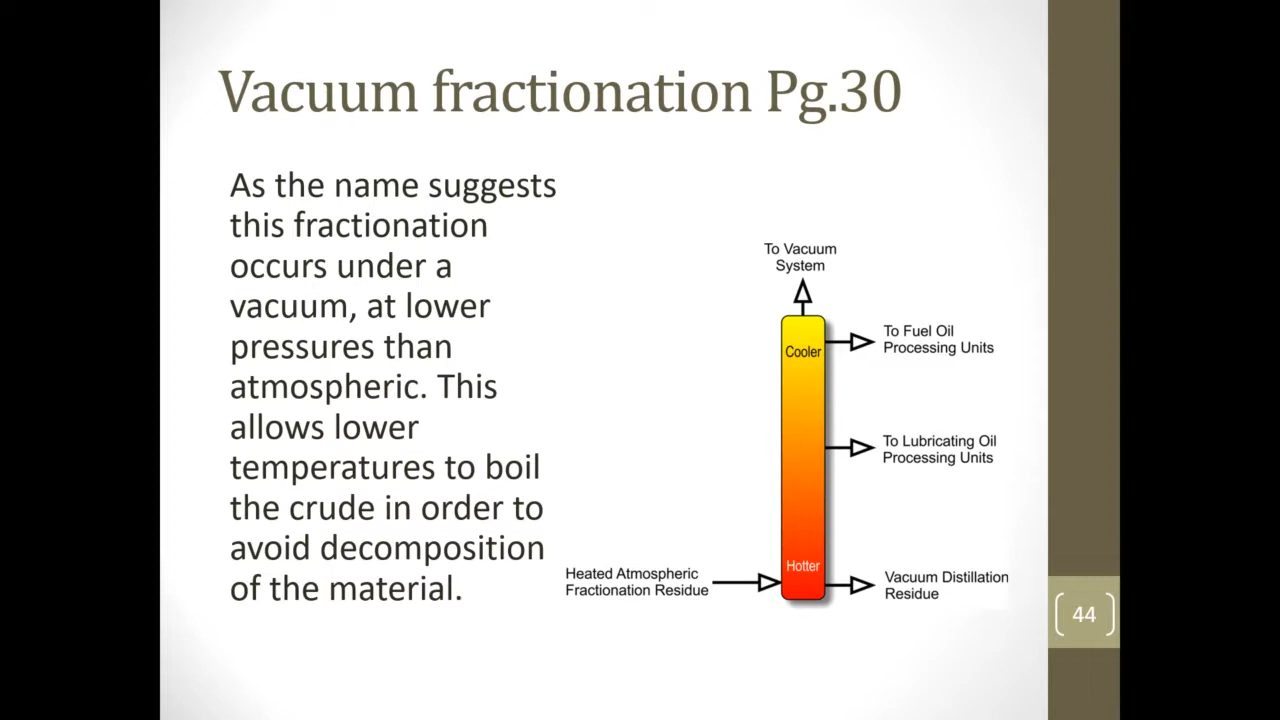 Vacuum fractionation Pg.30
As the name suggests
this fractionation
occurs under a
vacuum, at lower
pressures than
atmospheric. This
allows lower
temperatures to boil
the crude in order to
avoid decomposition
of the material.
To Vacuum
System
Cooler
To Fuel Oil
Processing Units
To Lubricating Oil
Processing Units
Hotter
Heated Atmospheric
Fractionation Residue
Vacuum Distillation
Residue
44